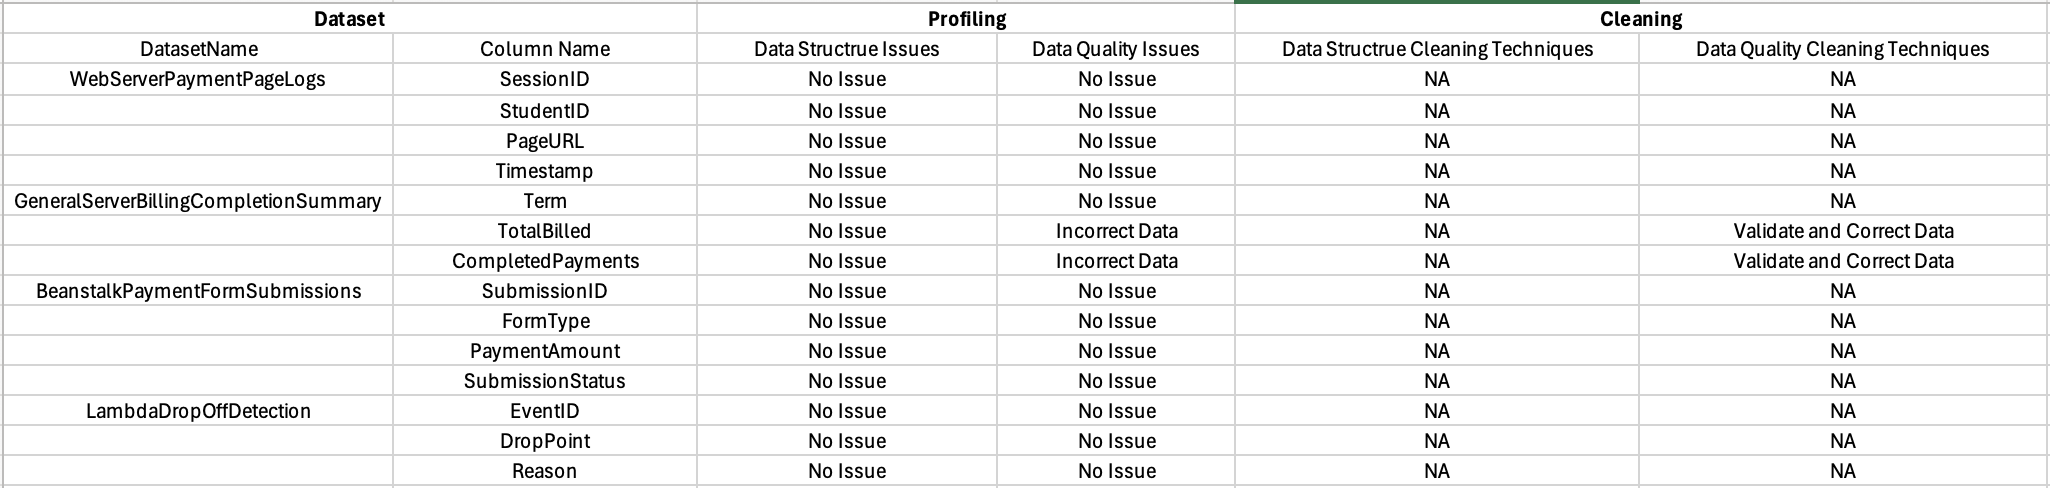 Dataset Profiling Cleaning
DatasetName Column Name Data Structrue Issues Data Quality Issues Data Structrue Cleaning Techniques Data Quality Cleaning Techniques
WebServerPaymentPageLogs SessionID No Issue No Issue NA NA
StudentID No Issue No Issue NA NA
PageURL No Issue No Issue NA NA
Timestamp No Issue No Issue NA NA
GeneralServerBillingCompletionSummary Term No Issue No Issue NA NA
TotalBilled No Issue Incorrect Data NA Validate and Correct Data
CompletedPayments No Issue Incorrect Data NA Validate and Correct Data
BeanstalkPaymentFormSubmissions SubmissionID No Issue No Issue NA NA
FormType No Issue No Issue NA NA
PaymentAmount No Issue No Issue NA NA
SubmissionStatus No Issue No Issue NA NA
LambdaDropOffDetection EventID No Issue No Issue NA NA
DropPoint No Issue No Issue NA NA
Reason No Issue No Issue NA NA